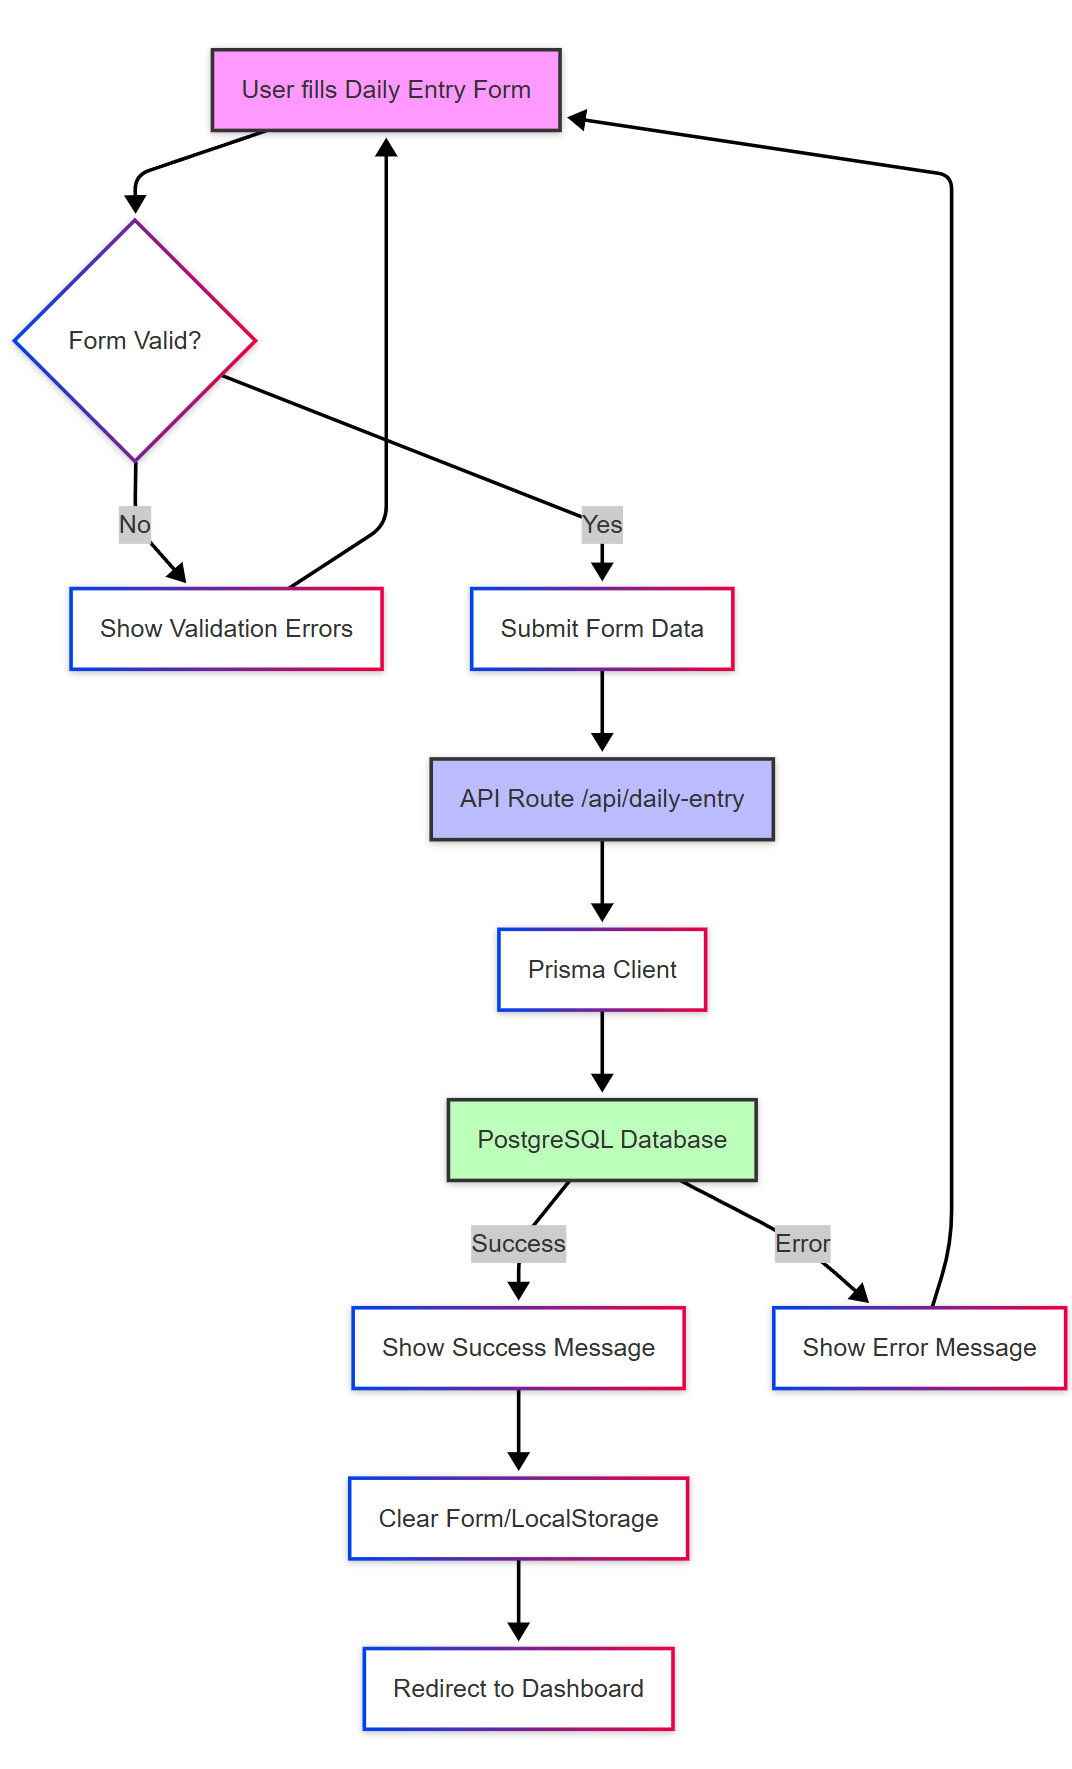 User fills Daily Entry Form
Form Valid?
No
Yes
Show Validation Errors
Submit Form Data
API Route /api/daily-entry
Prisma Client
PostgreSQL Database
Success
Error
Show Success Message
Show Error Message
Clear Form/LocalStorage
Redirect to Dashboard